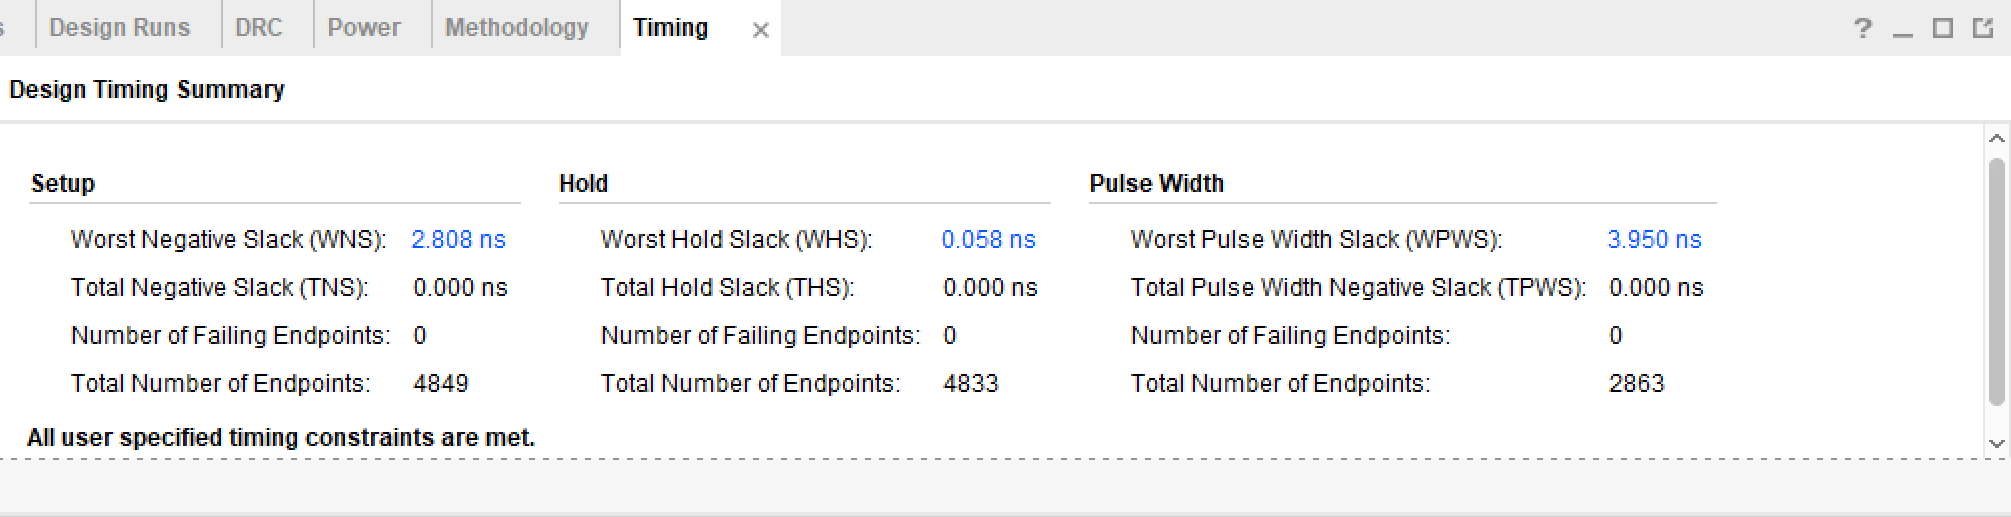 s Design Runs DRC Power Methodology Timing × ?
Design Timing Summary
Setup Hold Pulse Width
Worst Negative Slack (WNS): 2.808 ns Worst Hold Slack (WHS): 0.058 ns Worst Pulse Width Slack (WPWS): 3.950 ns
Total Negative Slack (TNS): 0.000 ns Total Hold Slack (THS): 0.000 ns Total Pulse Width Negative Slack (TPWS): 0.000 ns
Number of Failing Endpoints: 0 Number of Failing Endpoints: 0 Number of Failing Endpoints: 0
Total Number of Endpoints: 4849 Total Number of Endpoints: 4833 Total Number of Endpoints: 2863
All user specified timing constraints are met.